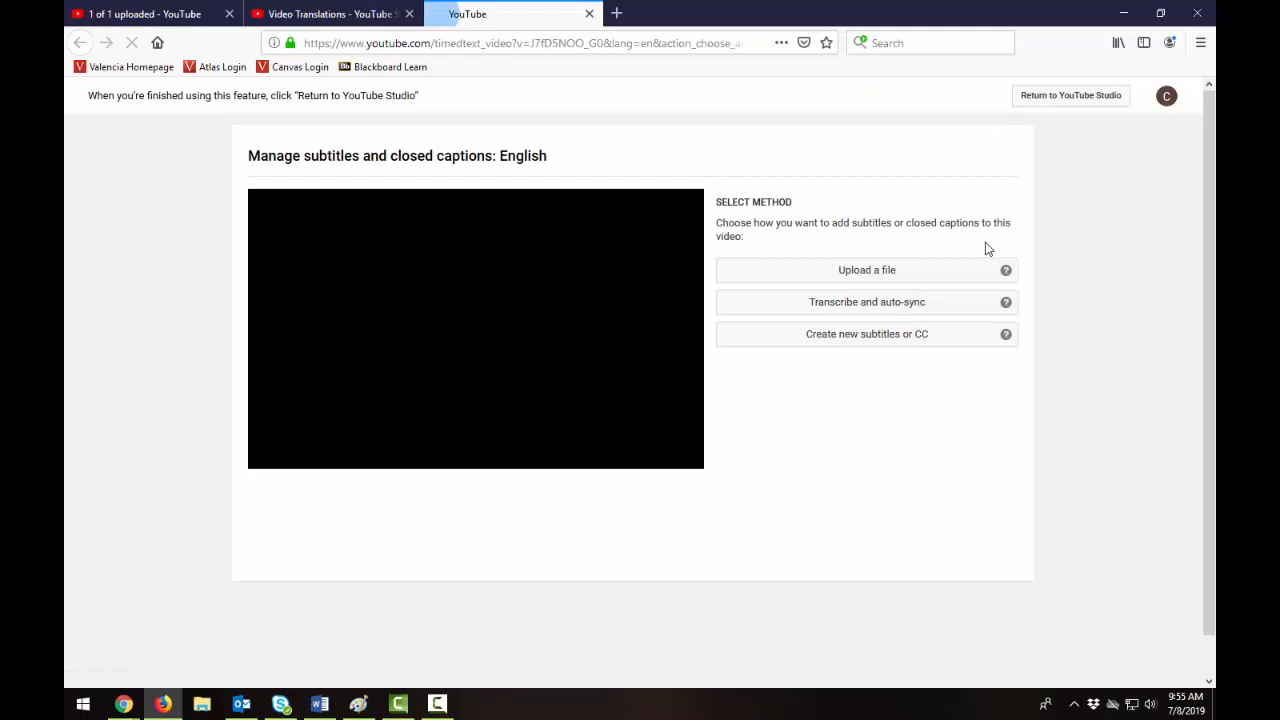 1 of 1 uploaded - YouTube
Video Translations - YouTube S
YouTube
https://www.youtube.com/timedtext_video?v=J7fD5NOO_G0&lang=en&action_choose_a
Search
Valencia Homepage
Atlas Login
Canvas Login
Bb
Blackboard Learn
When you're finished using this feature, click "Return to YouTube Studio"
Return to YouTube Studio
C
Manage subtitles and closed captions: English
SELECT METHOD
Choose how you want to add subtitles or closed captions to this
video:
Upload a file
Transcribe and auto-sync
Create new subtitles or CC
9:55 AM
7/8/2019